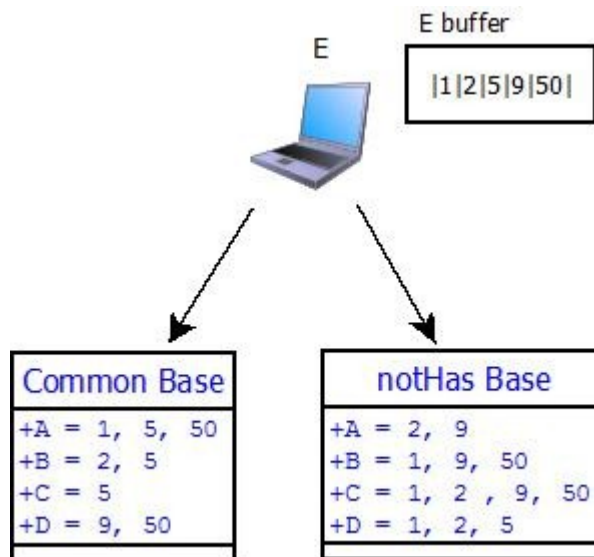 E buffer
E
|1|2|5|9|50|
Common Base
+A = 1, 5, 50
+B = 2, 5
+C = 5
+D = 9, 50
notHas Base
+A = 2, 9
+B = 1, 9, 50
+C = 1, 2 , 9, 50
+D = 1, 2, 5